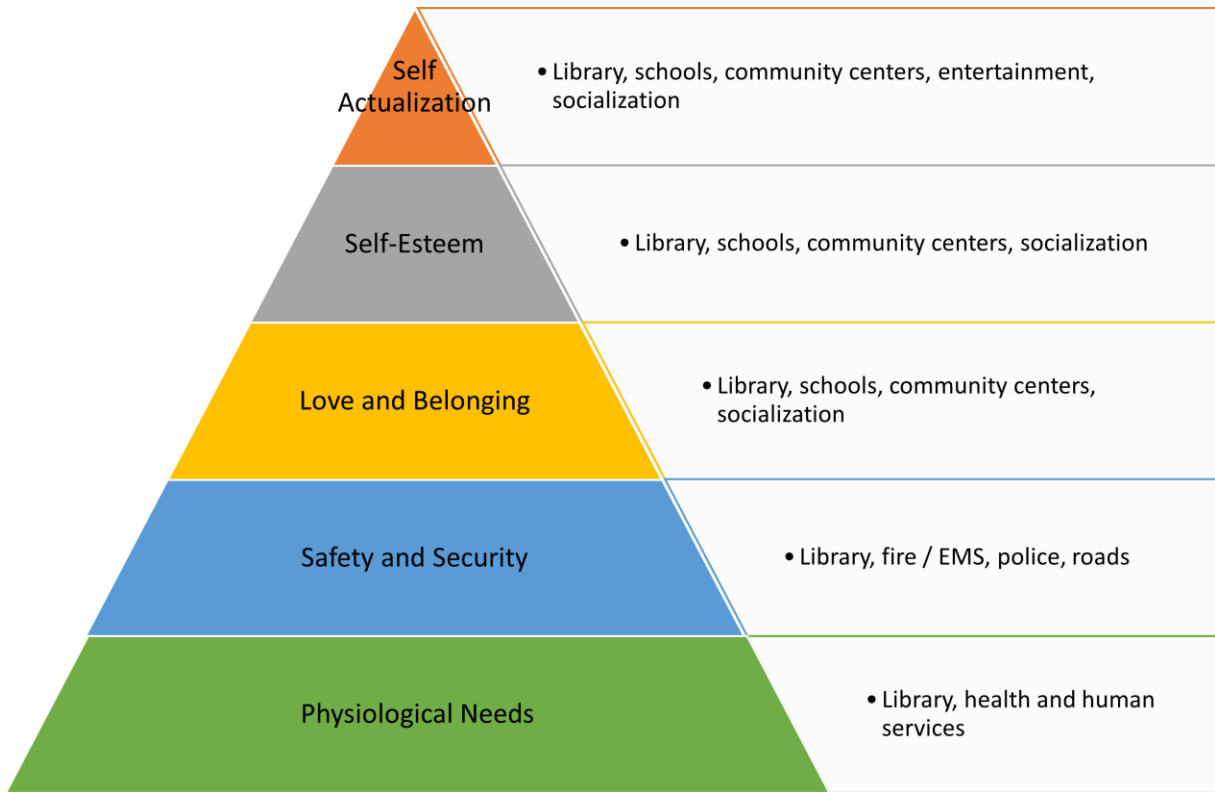 Self
Actualization
• Library, schools, community centers, entertainment,
socialization
Self-Esteem
• Library, schools, community centers, socialization
Love and Belonging
• Library, schools, community centers,
socialization
Safety and Security
• Library, fire / EMS, police, roads
Physiological Needs
• Library, health and human
services